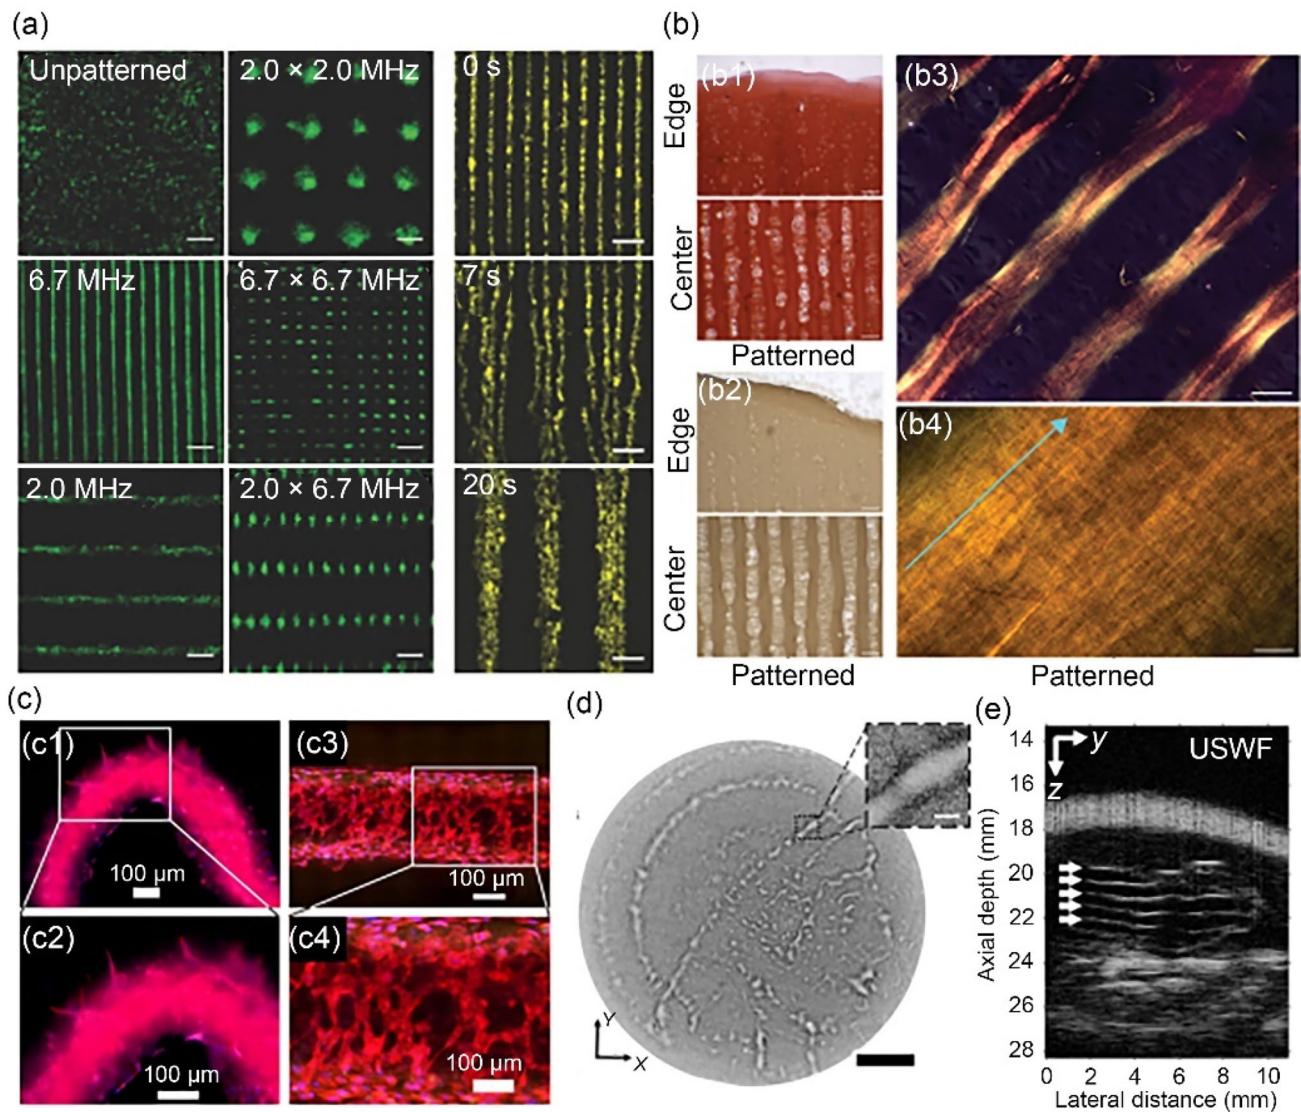 (a)
Unpatterned
2.0 × 2.0 MHz
0 s
6.7 MHz
6.7 × 6.7 MHz
7 s
2.0 MHz
2.0 × 6.7 MHz
20 s
(b)
(b1)
Edge
Center
Patterned
(b2)
Edge
Center
Patterned
(b3)
(b4)
Patterned
(c)
(c1)
100 µm
(c2)
100 µm
(c3)
100 µm
(c4)
100 µm
(d)
Y
X
(e)
USWF
y
z
Axial depth (mm)
14
16
18
20
22
24
26
28
0 2 4 6 8 10
Lateral distance (mm)